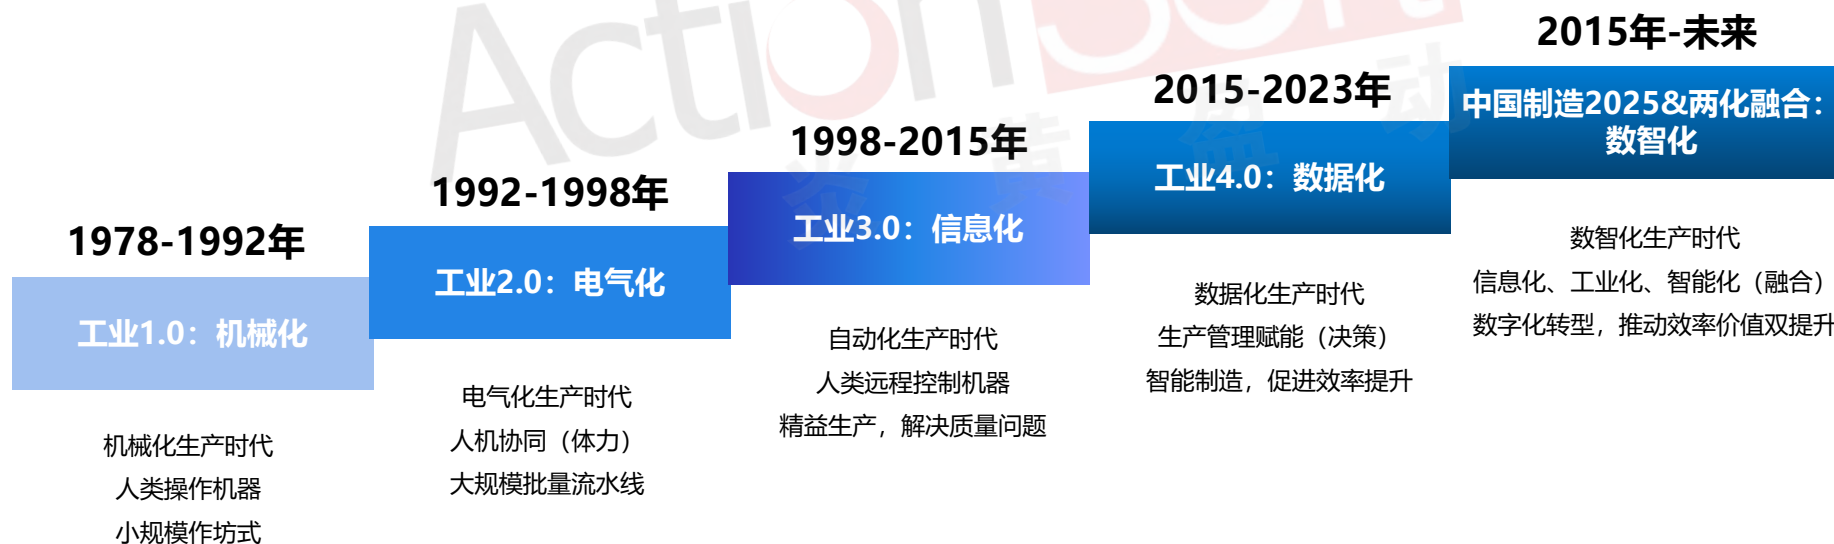 ActionSoft
炎黄盈动
1978-1992年
工业1.0：机械化
机械化生产时代
人类操作机器
小规模作坊式
1992-1998年
工业2.0：电气化
电气化生产时代
人机协同（体力）
大规模批量流水线
1998-2015年
工业3.0：信息化
自动化生产时代
人类远程控制机器
精益生产，解决质量问题
2015-2023年
工业4.0：数据化
数据化生产时代
生产管理赋能（决策）
智能制造，促进效率提升
2015年-未来
中国制造2025&两化融合：
数智化
数智化生产时代
信息化、工业化、智能化（融合）
数字化转型，推动效率价值双提升